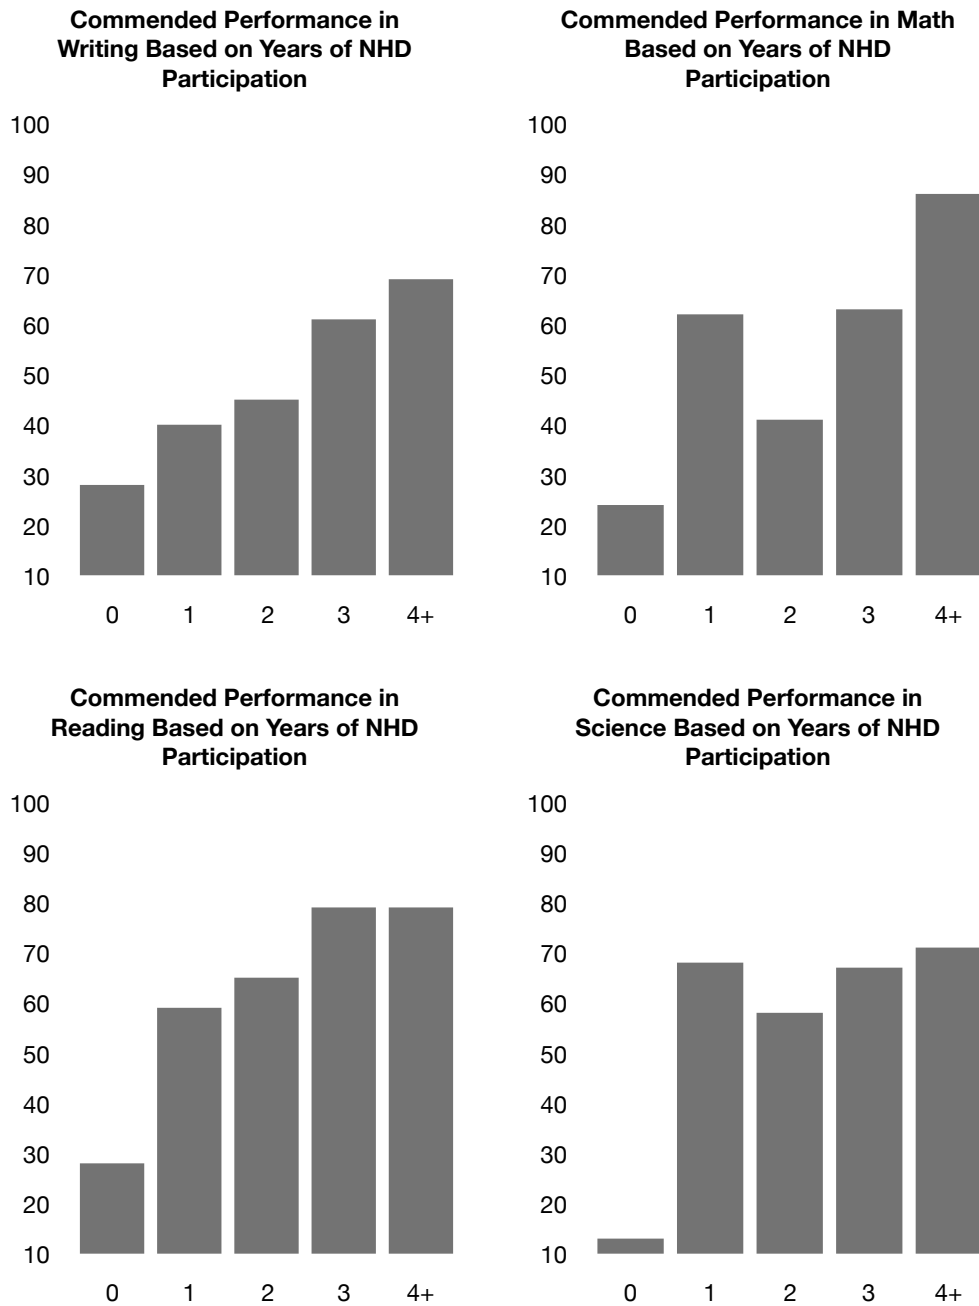 Commended Performance in
Writing Based on Years of NHD
Participation
100
90
80
70
60
50
40
30
20
10
0 1 2 3 4+
Commended Performance in Math
Based on Years of NHD
Participation
100
90
80
70
60
50
40
30
20
10
0 1 2 3 4+
Commended Performance in
Reading Based on Years of NHD
Participation
100
90
80
70
60
50
40
30
20
10
0 1 2 3 4+
Commended Performance in
Science Based on Years of NHD
Participation
100
90
80
70
60
50
40
30
20
10
0 1 2 3 4+